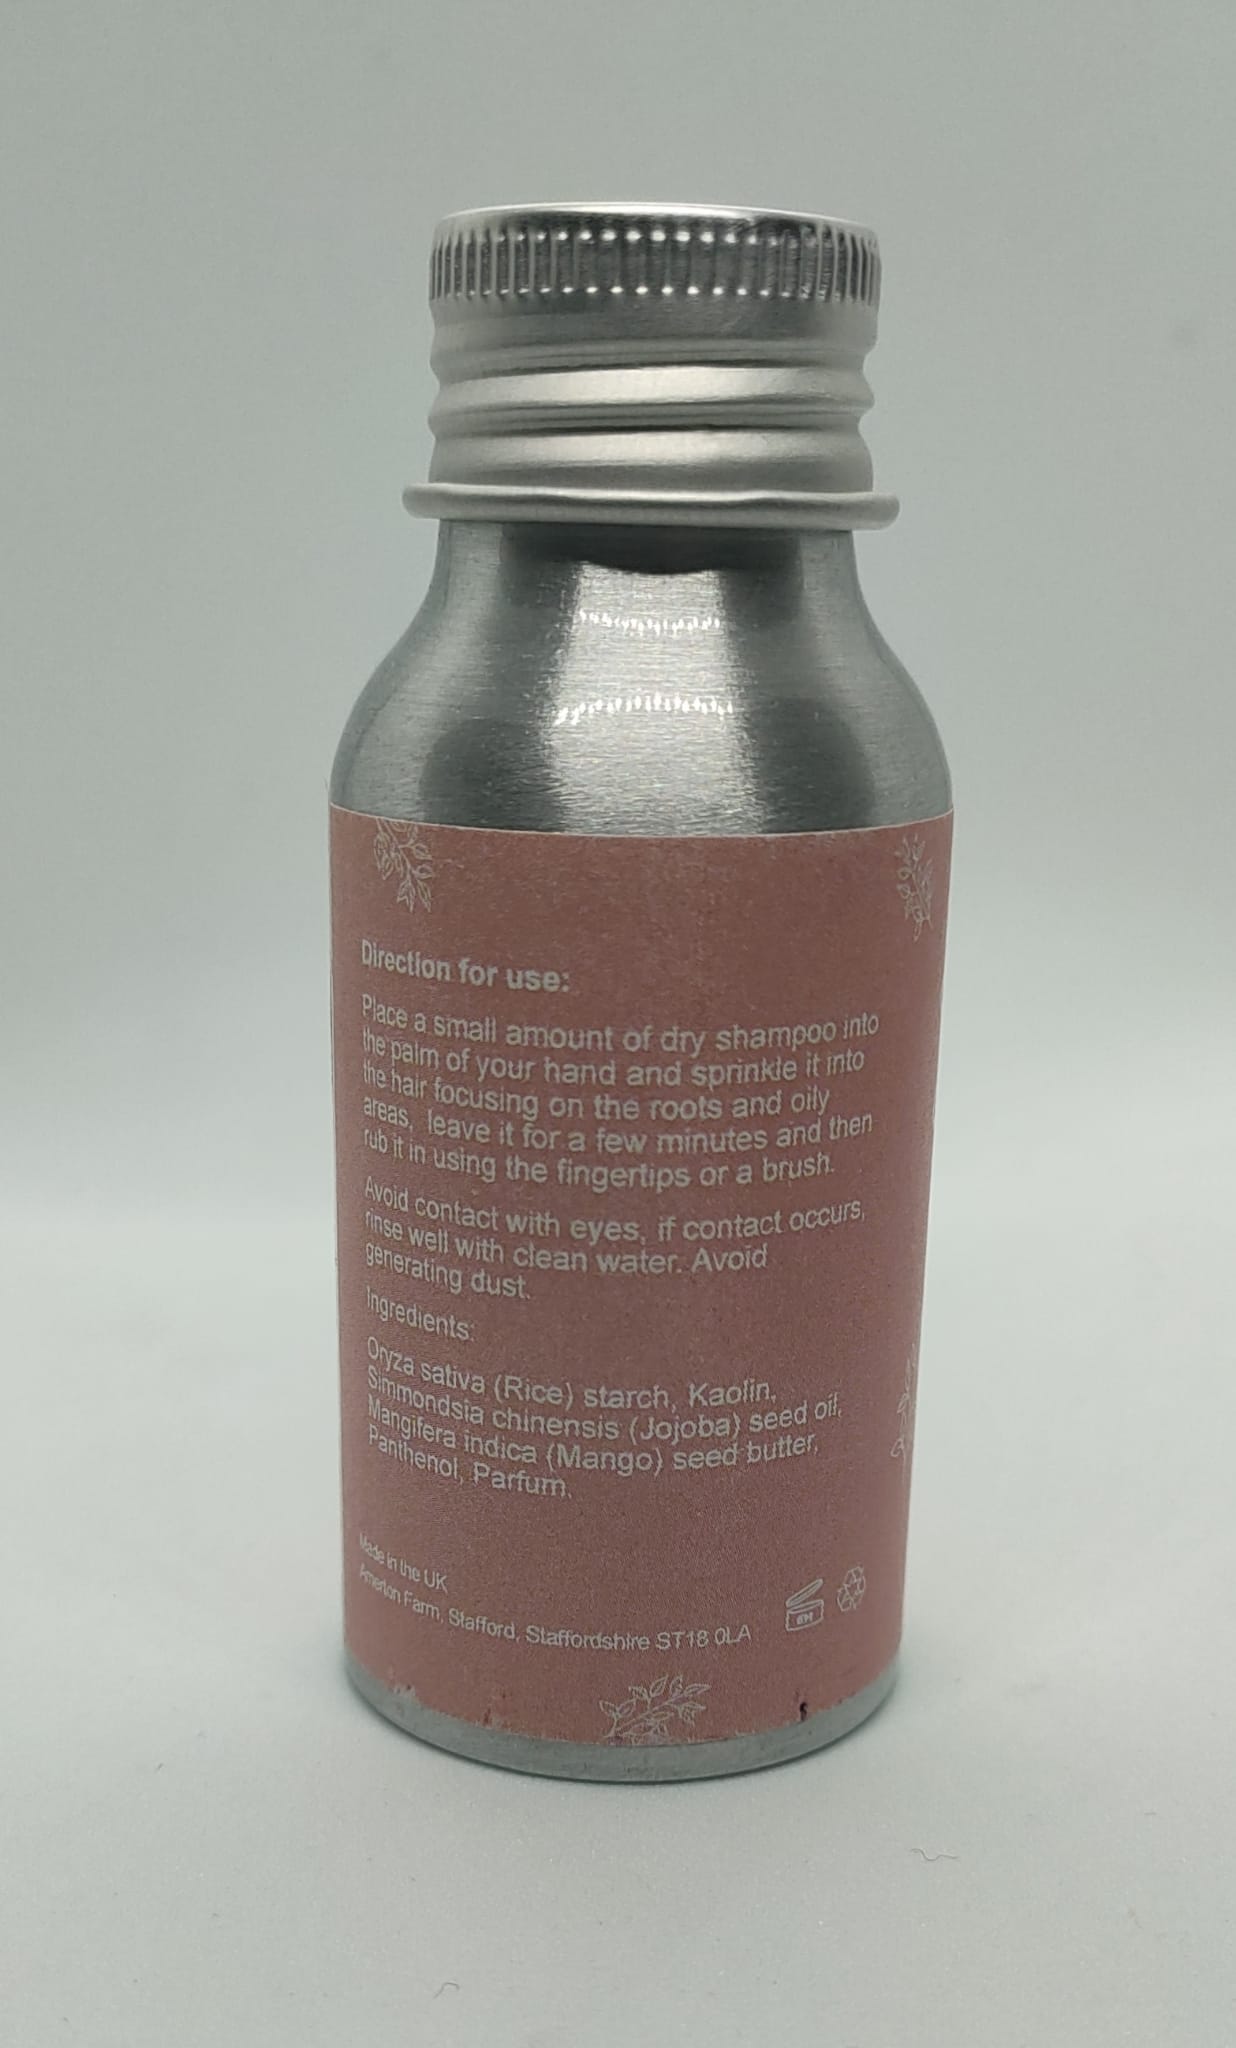 Direction for use:
Place a small amount of dry shampoo into
the palm of your hand and sprinkle it into
the hair focusing on the roots and oily
areas, leave it for a few minutes and then
rub it in using the fingertips or a brush.
Avoid contact with eyes, if contact occurs,
rinse well with clean water. Avoid
generating dust.
Ingredients:
Oryza sativa (Rice) starch, Kaolin,
Simmondsia chinensis (Jojoba) seed oil,
Mangifera indica (Mango) seed butter,
Panthenol, Parfum.
Made in the UK
Amerton Farm, Stafford, Staffordshire ST18 0LA
6M